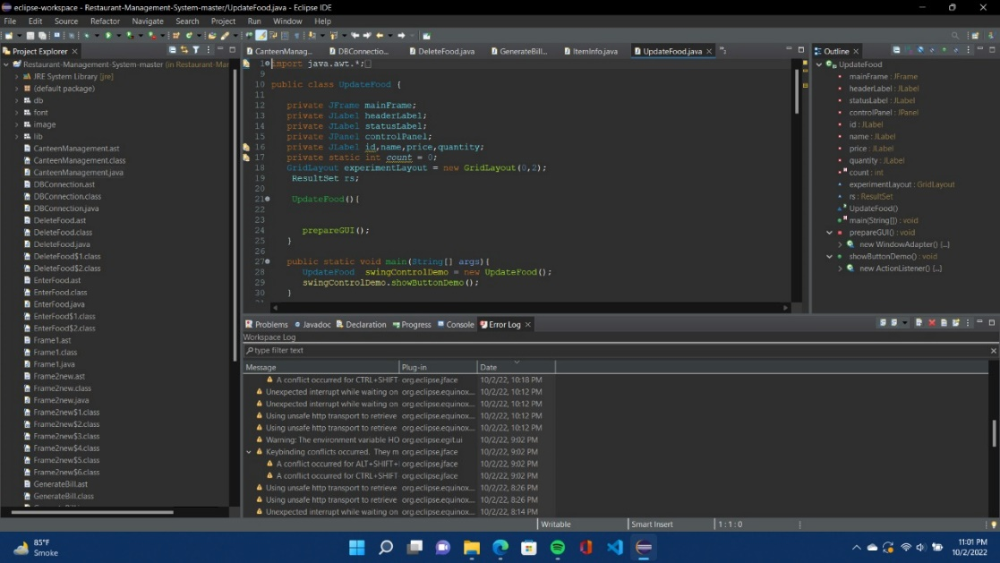 eclipse-workspace - Restaurant-Management-System-master/UpdateFood.java - Eclipse IDE
File Edit Source Refactor Navigate Search Project Run Window Help
Project Explorer
Restaurant-Management-System-master (in Restaurant-Mar
JRE System Library [jre]
(default package)
db
font
image
lib
CanteenManagement.ast
CanteenManagement.class
CanteenManagement.java
DBConnection.ast
DBConnection.class
DBConnection.java
DeleteFood.ast
DeleteFood.class
DeleteFood.java
DeleteFood$1.class
DeleteFood$2.class
EnterFood.ast
EnterFood.class
EnterFood.java
EnterFood$1.class
EnterFood$2.class
Frame1.ast
Frame1.class
Frame1.java
Frame2new.ast
Frame2new.class
Frame2new.java
Frame2new$1.class
Frame2new$2.class
Frame2new$3.class
Frame2new$4.class
Frame2new$5.class
Frame2new$6.class
GenerateBill.ast
GenerateBill.class
CanteenManag... DBConnection... DeleteFood.java GenerateBill... ItemInfo.java UpdateFood.java
1 import java.awt.*;
9
10 public class UpdateFood {
11
12 private JFrame mainFrame;
13 private JLabel headerLabel;
14 private JLabel statusLabel;
15 private JPanel controlPanel;
16 private JLabel id,name,price,quantity;
17 private static int count = 0;
18 GridLayout experimentLayout = new GridLayout(0,2);
19 ResultSet rs;
20
21 UpdateFood(){
22
23
24 prepareGUI();
25 }
26
27 public static void main(String[] args){
28 UpdateFood swingControlDemo = new UpdateFood();
29 swingControlDemo.showButtonDemo();
30 }
Outline
UpdateFood
mainFrame : JFrame
headerLabel : JLabel
statusLabel : JLabel
controlPanel : JPanel
id : JLabel
name : JLabel
price : JLabel
quantity : JLabel
count : int
experimentLayout : GridLayout
rs : ResultSet
UpdateFood()
main(String[]) : void
prepareGUI() : void
new WindowAdapter() {...}
showButtonDemo() : void
new ActionListener() {...}
Problems Javadoc Declaration Progress Console Error Log
Workspace Log
type filter text
Message Plug-in Date
A conflict occurred for CTRL+SHIFT org.eclipse.jface 10/2/22, 10:18 PM
Unexpected interrupt while waiting on org.eclipse.equinox... 10/2/22, 10:12 PM
Unexpected interrupt while waiting on org.eclipse.equinox... 10/2/22, 10:12 PM
Using unsafe http transport to retrieve org.eclipse.equinox... 10/2/22, 10:12 PM
Using unsafe http transport to retrieve org.eclipse.equinox... 10/2/22, 10:12 PM
Warning: The environment variable HO org.eclipse.egit.ui 10/2/22, 9:02 PM
Keybinding conflicts occurred. They m org.eclipse.jface 10/2/22, 9:02 PM
A conflict occurred for ALT+SHIFT+ org.eclipse.jface 10/2/22, 9:02 PM
A conflict occurred for CTRL+SHIFT org.eclipse.jface 10/2/22, 9:02 PM
Using unsafe http transport to retrieve org.eclipse.equinox... 10/2/22, 8:26 PM
Using unsafe http transport to retrieve org.eclipse.equinox... 10/2/22, 8:26 PM
Unexpected interrupt while waiting on org.eclipse.equinox... 10/2/22, 8:14 PM
Writable Smart Insert 1 : 1 : 0
85°F
Smoke
11:01 PM
10/2/2022